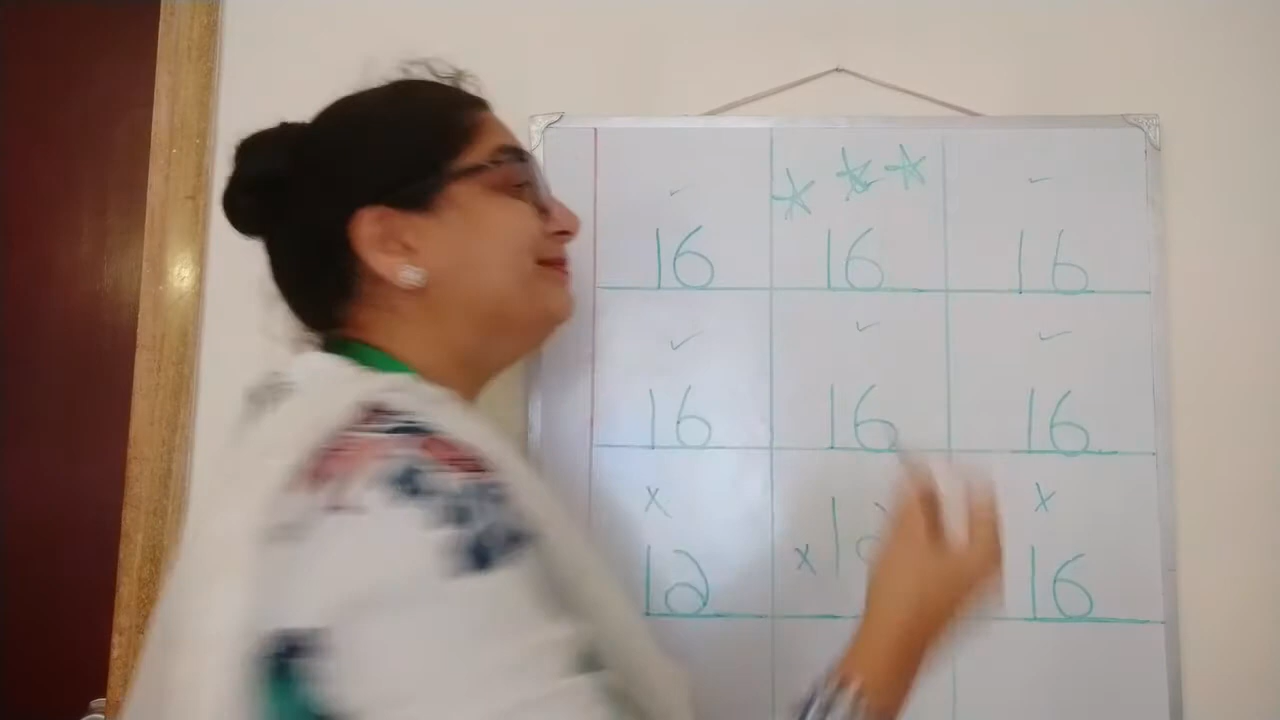 ✓ ✓
16 16 16
✓ ✓ ✓
16 16 16
x x
12 x 16